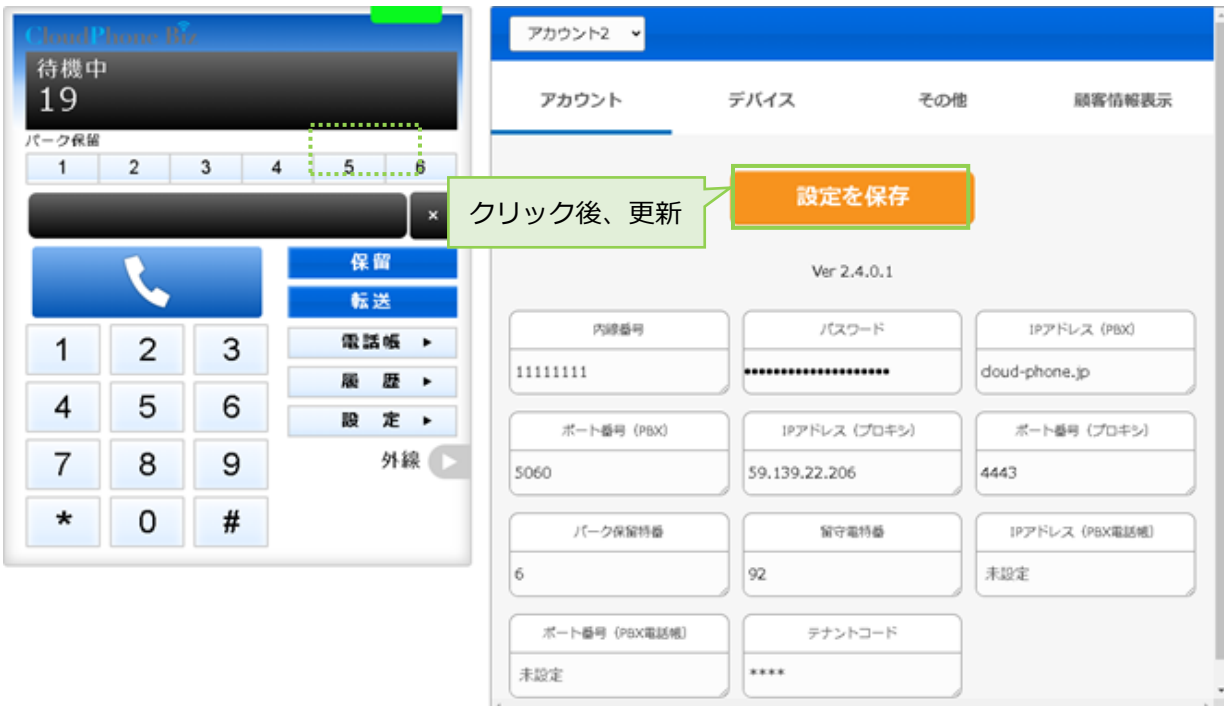 CloudPhone Biz
待機中
19
パーク保留
1 2 3 4 5 6
×
保留
転送
電話帳 ▶
履 歴 ▶
設 定 ▶
外線
1 2 3
4 5 6
7 8 9
* 0 #
アカウント2
アカウント デバイス その他 顧客情報表示
設定を保存
クリック後、更新
Ver 2.4.0.1
内線番号 パスワード IPアドレス (PBX)
11111111 •••••••••••••••••••• cloud-phone.jp
ポート番号 (PBX) IPアドレス (プロキシ) ポート番号 (プロキシ)
5060 59.139.22.206 4443
パーク保留特番 留守電特番 IPアドレス (PBX電話帳)
6 92 未設定
ポート番号 (PBX電話帳) テナントコード
未設定 ****